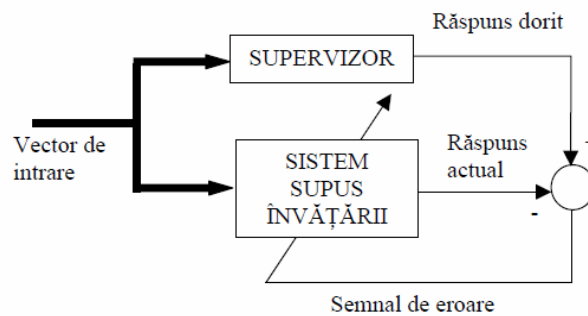 Răspuns dorit
SUPERVIZOR
Vector de
intrare
SISTEM
SUPUS
ÎNVĂȚĂRII
Răspuns
actual
-
Semnal de eroare